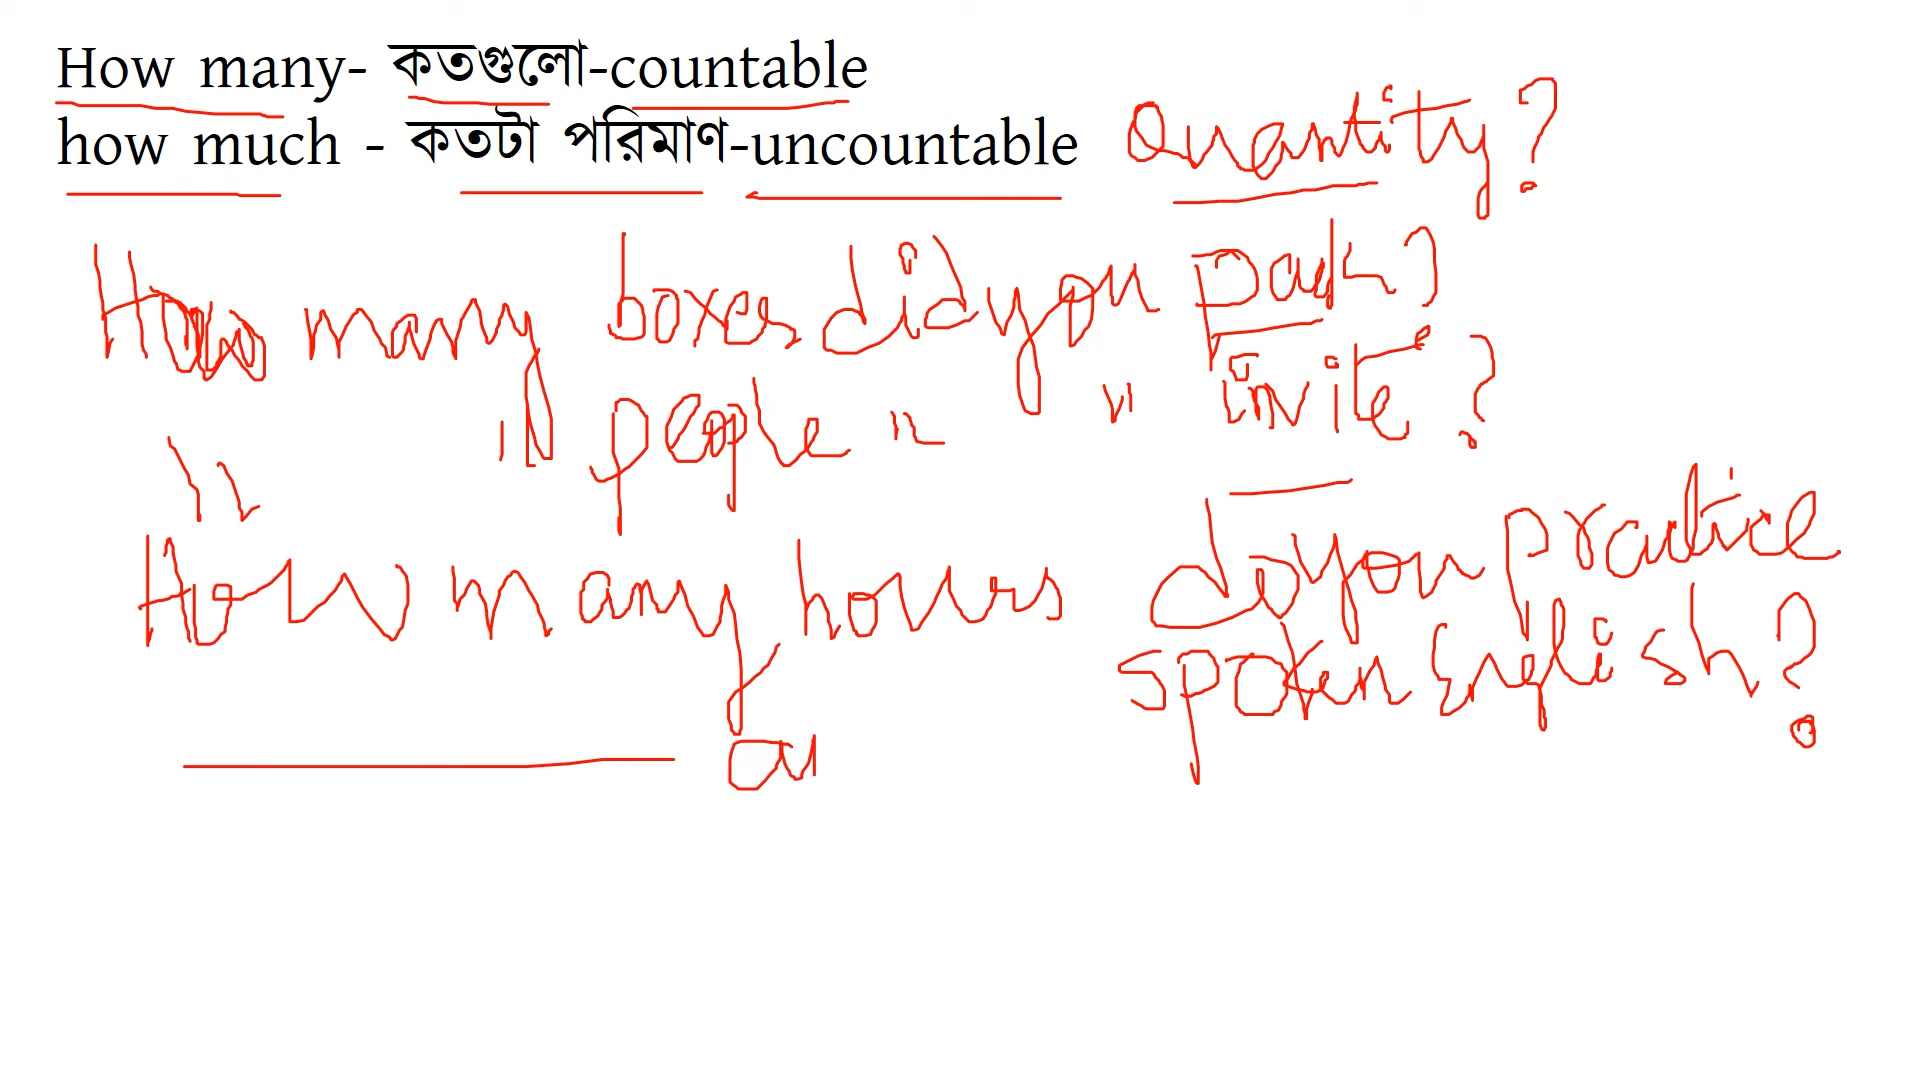 How many- কতগুলো-countable
how much - কতটা পরিমাণ-uncountable Quantity?
How many boxes did you pack?
" " people " " invite?
How many hours do you practice
spoken English?